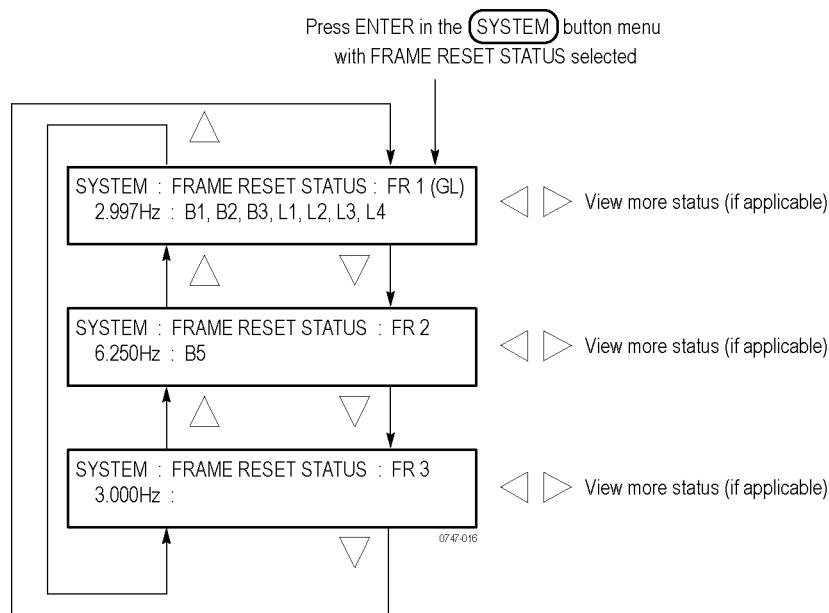 Press ENTER in the SYSTEM button menu
with FRAME RESET STATUS selected
SYSTEM : FRAME RESET STATUS : FR 1 (GL)
2.997Hz : B1, B2, B3, L1, L2, L3, L4
View more status (if applicable)
SYSTEM : FRAME RESET STATUS : FR 2
6.250Hz : B5
View more status (if applicable)
SYSTEM : FRAME RESET STATUS : FR 3
3.000Hz :
View more status (if applicable)
0747-016